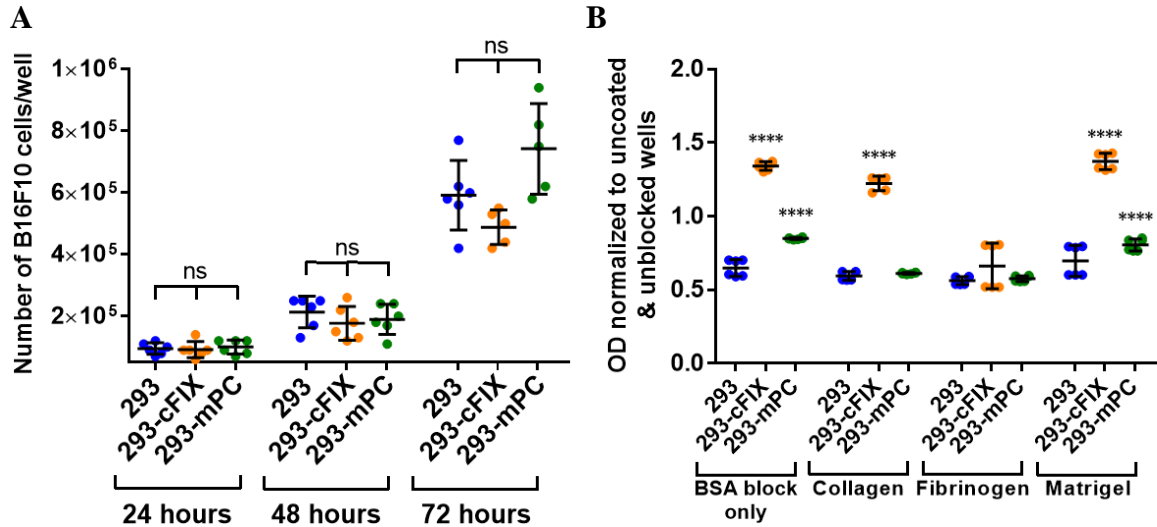 A
Number of B16F10 cells/well
1×10⁶
8×10⁵
6×10⁵
4×10⁵
2×10⁵
ns
ns
ns
293
293-cFIX
293-mPC
293
293-cFIX
293-mPC
293
293-cFIX
293-mPC
24 hours
48 hours
72 hours
B
OD normalized to uncoated
& unblocked wells
2.0
1.5
1.0
0.5
0.0
****
****
****
****
****
293
293-cFIX
293-mPC
293
293-cFIX
293-mPC
293
293-cFIX
293-mPC
293
293-cFIX
293-mPC
BSA block
only
Collagen
Fibrinogen
Matrigel